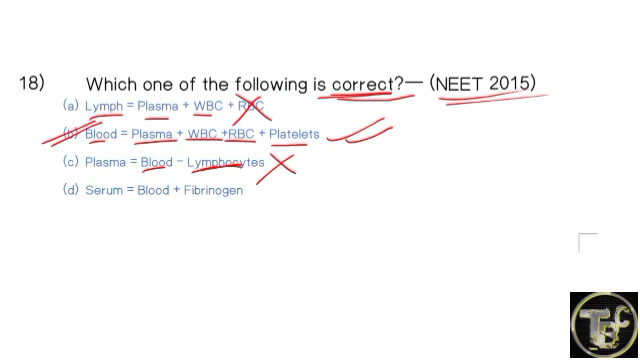 18) Which one of the following is correct?— (NEET 2015)
(a) Lymph = Plasma + WBC + RBC
(b) Blood = Plasma + WBC +RBC + Platelets
(c) Plasma = Blood - Lymphocytes
(d) Serum = Blood + Fibrinogen